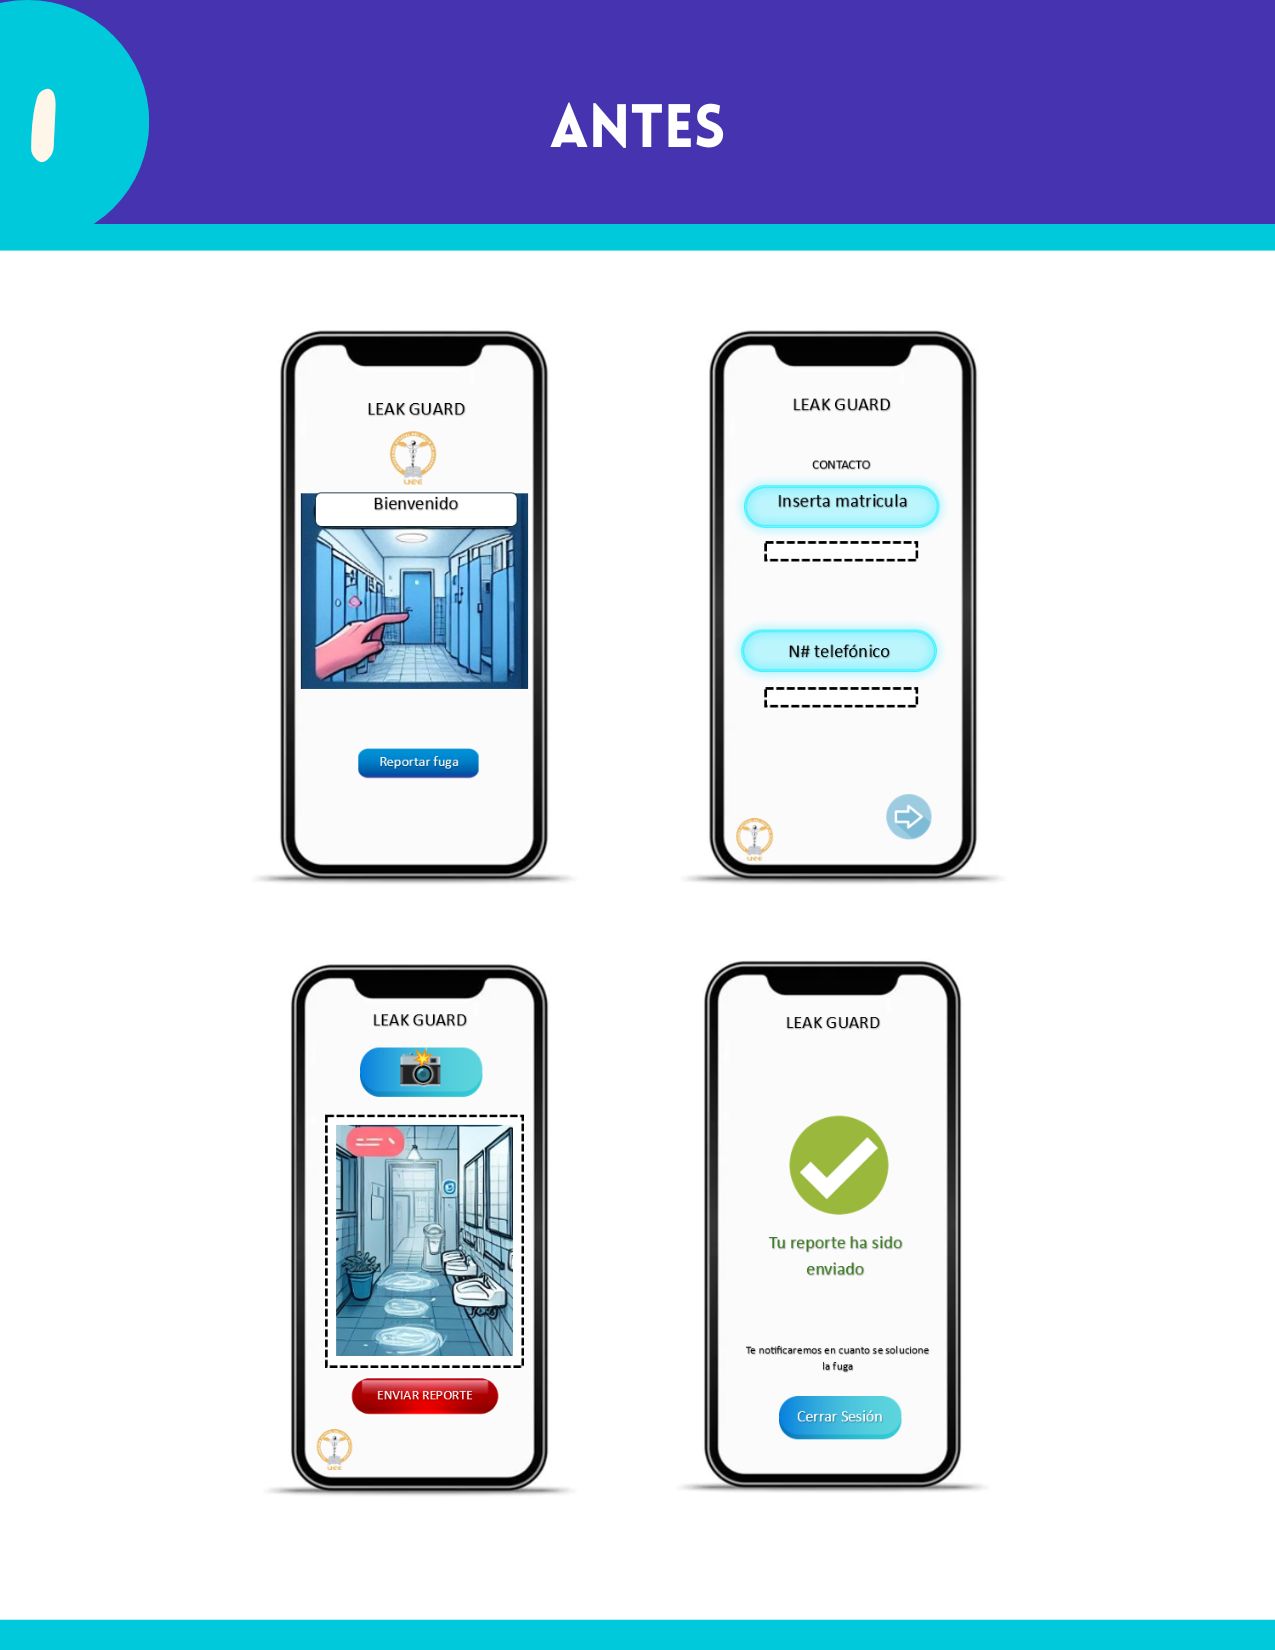 1
ANTES
LEAK GUARD
Bienvenido
Reportar fuga
LEAK GUARD
CONTACTO
Inserta matricula
N# telefónico
LEAK GUARD
ENVIAR REPORTE
LEAK GUARD
Tu reporte ha sido
enviado
Te notificaremos en cuanto se solucione
la fuga
Cerrar Sesión